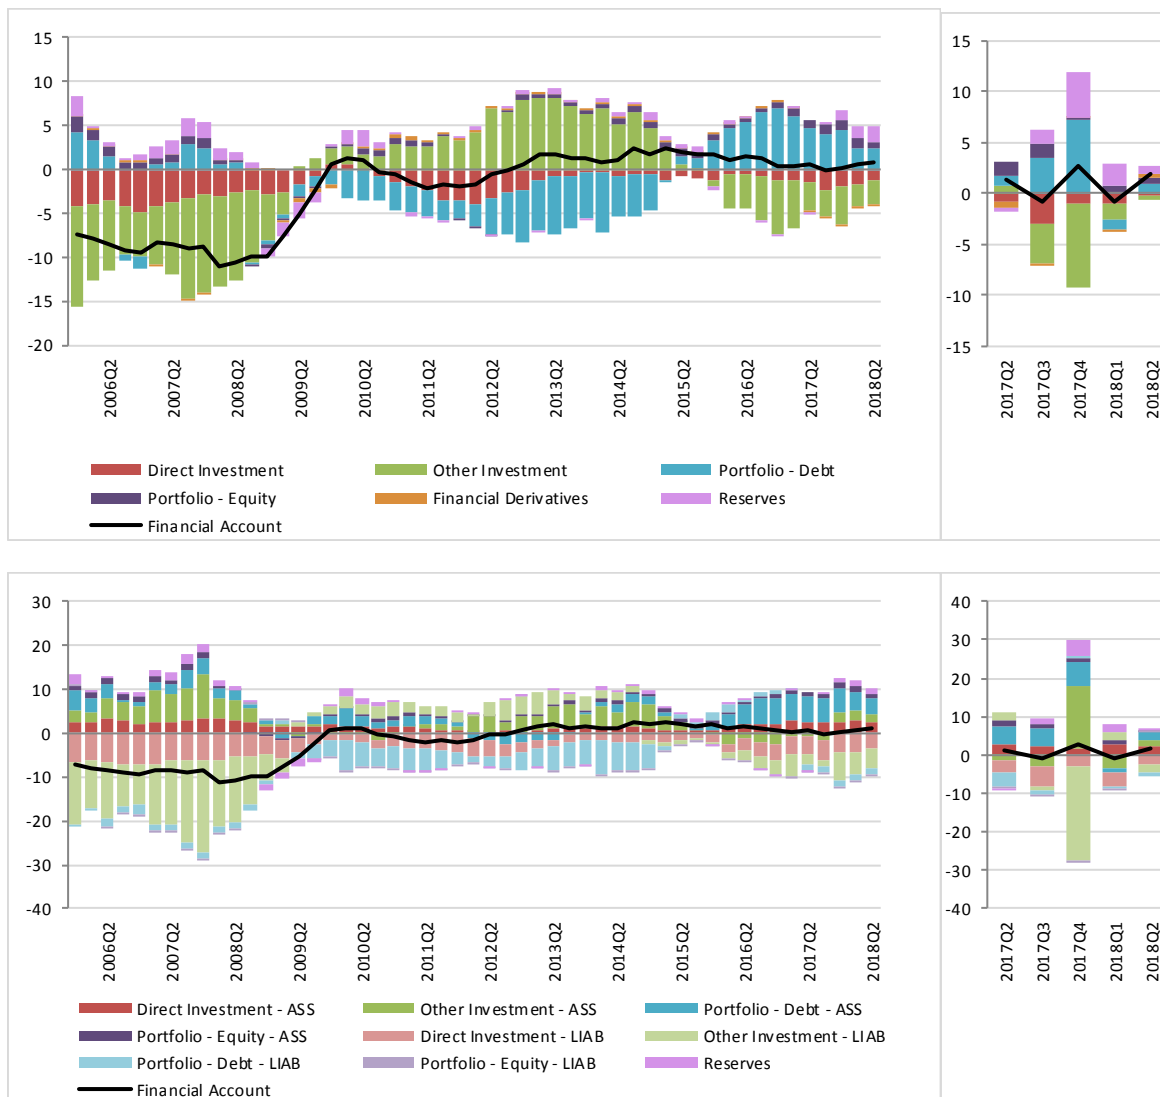 15
10
5
0
-5
-10
-15
-20
2006Q2
2007Q2
2008Q2
2009Q2
2010Q2
2011Q2
2012Q2
2013Q2
2014Q2
2015Q2
2016Q2
2017Q2
2018Q2
Direct Investment Other Investment Portfolio - Debt
Portfolio - Equity Financial Derivatives Reserves
Financial Account
15
10
5
0
-5
-10
-15
2017Q2
2017Q3
2017Q4
2018Q1
2018Q2
30
20
10
0
-10
-20
-30
-40
2006Q2
2007Q2
2008Q2
2009Q2
2010Q2
2011Q2
2012Q2
2013Q2
2014Q2
2015Q2
2016Q2
2017Q2
2018Q2
Direct Investment - ASS Other Investment - ASS Portfolio - Debt - ASS
Portfolio - Equity - ASS Direct Investment - LIAB Other Investment - LIAB
Portfolio - Debt - LIAB Portfolio - Equity - LIAB Reserves
Financial Account
40
30
20
10
0
-10
-20
-30
-40
2017Q2
2017Q3
2017Q4
2018Q1
2018Q2